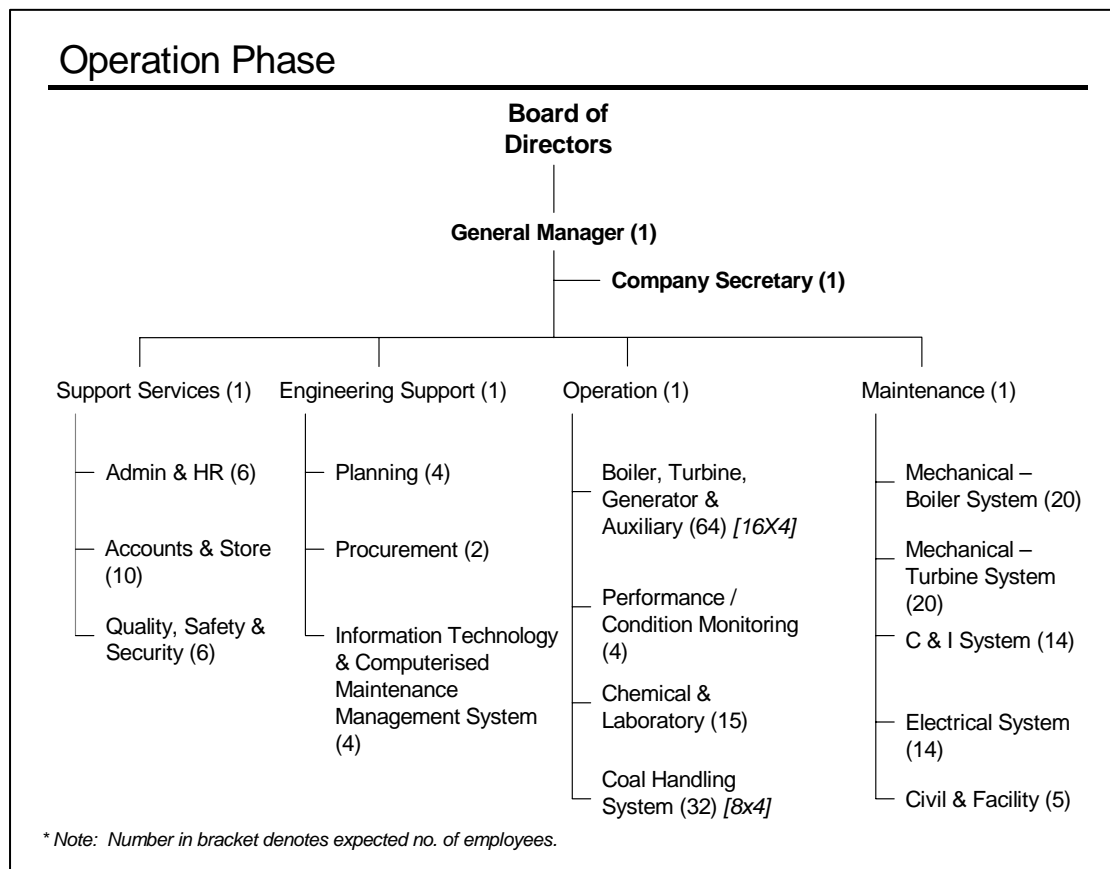 Operation Phase
Board of
Directors
General Manager (1)
Company Secretary (1)
Support Services (1)
Admin & HR (6)
Accounts & Store
(10)
Quality, Safety &
Security (6)
Engineering Support (1)
Planning (4)
Procurement (2)
Information Technology
& Computerised
Maintenance
Management System
(4)
Operation (1)
Boiler, Turbine,
Generator &
Auxiliary (64) [16X4]
Performance /
Condition Monitoring
(4)
Chemical &
Laboratory (15)
Coal Handling
System (32) [8x4]
Maintenance (1)
Mechanical –
Boiler System (20)
Mechanical –
Turbine System
(20)
C & I System (14)
Electrical System
(14)
Civil & Facility (5)
* Note: Number in bracket denotes expected no. of employees.